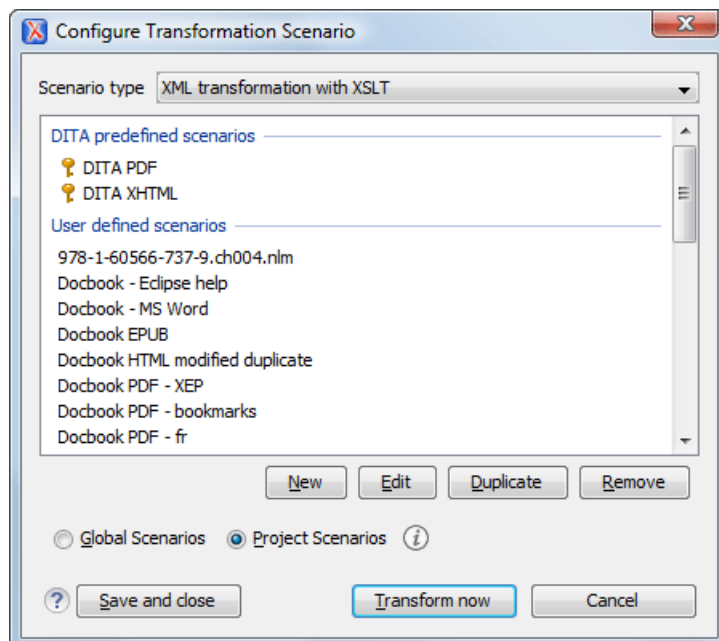 Configure Transformation Scenario
Scenario type XML transformation with XSLT
DITA predefined scenarios
DITA PDF
DITA XHTML
User defined scenarios
978-1-60566-737-9.ch004.nlm
Docbook - Eclipse help
Docbook - MS Word
Docbook EPUB
Docbook HTML modified duplicate
Docbook PDF - XEP
Docbook PDF - bookmarks
Docbook PDF - fr
New Edit Duplicate Remove
Global Scenarios Project Scenarios i
? Save and close Transform now Cancel